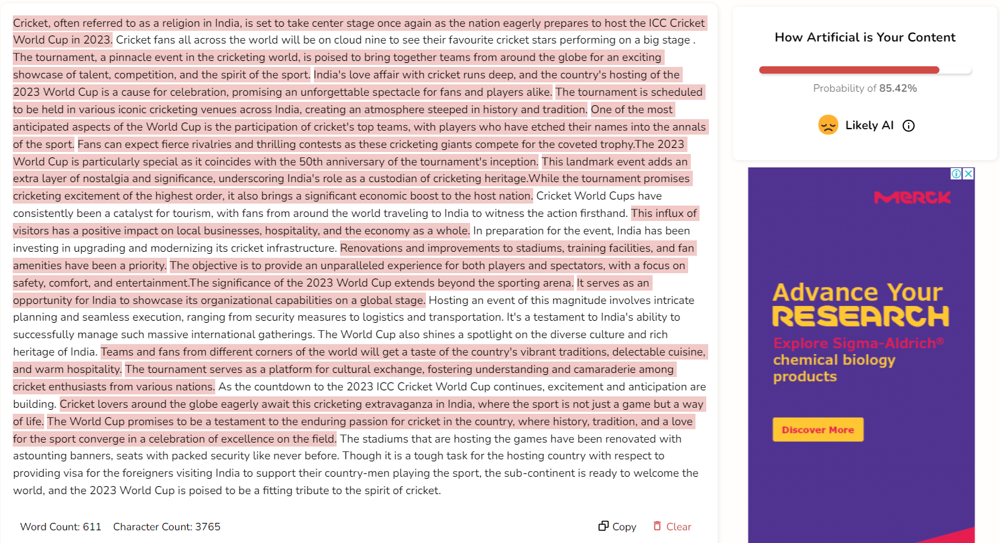 Cricket, often referred to as a religion in India, is set to take center stage once again as the nation eagerly prepares to host the ICC Cricket
World Cup in 2023. Cricket fans all across the world will be on cloud nine to see their favourite cricket stars performing on a big stage .
The tournament, a pinnacle event in the cricketing world, is poised to bring together teams from around the globe for an exciting
showcase of talent, competition, and the spirit of the sport. India's love affair with cricket runs deep, and the country's hosting of the
2023 World Cup is a cause for celebration, promising an unforgettable spectacle for fans and players alike. The tournament is scheduled
to be held in various iconic cricketing venues across India, creating an atmosphere steeped in history and tradition. One of the most
anticipated aspects of the World Cup is the participation of cricket's top teams, with players who have etched their names into the annals
of the sport. Fans can expect fierce rivalries and thrilling contests as these cricketing giants compete for the coveted trophy.The 2023
World Cup is particularly special as it coincides with the 50th anniversary of the tournament's inception. This landmark event adds an
extra layer of nostalgia and significance, underscoring India's role as a custodian of cricketing heritage.While the tournament promises
cricketing excitement of the highest order, it also brings a significant economic boost to the host nation. Cricket World Cups have
consistently been a catalyst for tourism, with fans from around the world traveling to India to witness the action firsthand. This influx of
visitors has a positive impact on local businesses, hospitality, and the economy as a whole. In preparation for the event, India has been
investing in upgrading and modernizing its cricket infrastructure. Renovations and improvements to stadiums, training facilities, and fan
amenities have been a priority. The objective is to provide an unparalleled experience for both players and spectators, with a focus on
safety, comfort, and entertainment.The significance of the 2023 World Cup extends beyond the sporting arena. It serves as an
opportunity for India to showcase its organizational capabilities on a global stage. Hosting an event of this magnitude involves intricate
planning and seamless execution, ranging from security measures to logistics and transportation. It's a testament to India's ability to
successfully manage such massive international gatherings. The World Cup also shines a spotlight on the diverse culture and rich
heritage of India. Teams and fans from different corners of the world will get a taste of the country's vibrant traditions, delectable cuisine,
and warm hospitality. The tournament serves as a platform for cultural exchange, fostering understanding and camaraderie among
cricket enthusiasts from various nations. As the countdown to the 2023 ICC Cricket World Cup continues, excitement and anticipation are
building. Cricket lovers around the globe eagerly await this cricketing extravaganza in India, where the sport is not just a game but a way
of life. The World Cup promises to be a testament to the enduring passion for cricket in the country, where history, tradition, and a love
for the sport converge in a celebration of excellence on the field. The stadiums that are hosting the games have been renovated with
astounding banners, seats with packed security like never before. Though it is a tough task for the hosting country with respect to
providing visa for the foreigners visiting India to support their country-men playing the sport, the sub-continent is ready to welcome the
world, and the 2023 World Cup is poised to be a fitting tribute to the spirit of cricket.
Word Count: 611 Character Count: 3765
Copy
Clear
How Artificial is Your Content
Probability of 85.42%
Likely AI
MERCK
Advance Your
RESEARCH
Explore Sigma-Aldrich®
chemical biology
products
Discover More